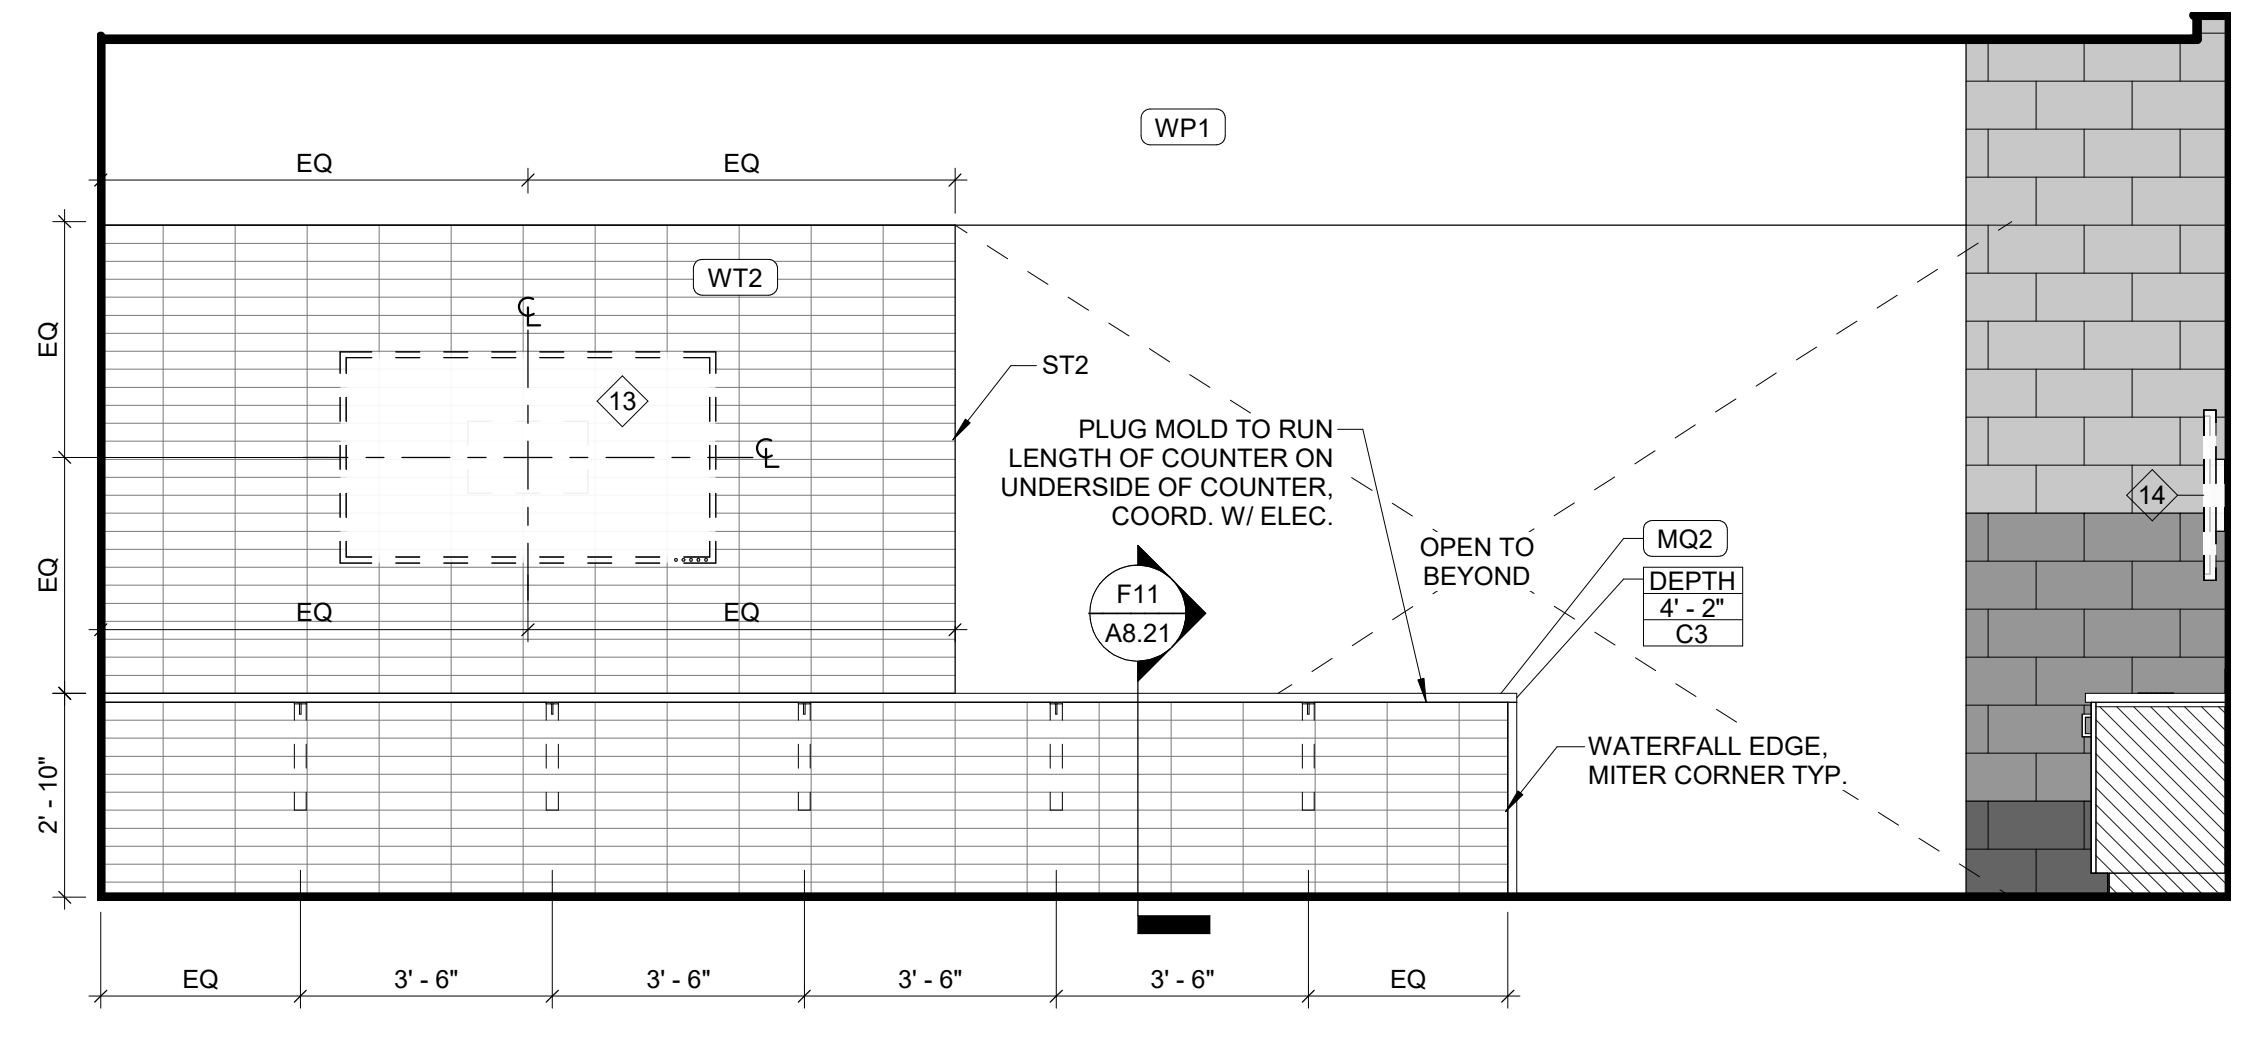 WP1
EQ
EQ
WT2
℄
EQ
ST2
13
PLUG MOLD TO RUN
LENGTH OF COUNTER ON
UNDERSIDE OF COUNTER,
COORD. W/ ELEC.
℄
14
OPEN TO
BEYOND
MQ2
DEPTH
4' - 2"
C3
EQ
F11
A8.21
EQ
EQ
WATERFALL EDGE,
MITER CORNER TYP.
2' - 10"
EQ
3' - 6"
3' - 6"
3' - 6"
3' - 6"
EQ